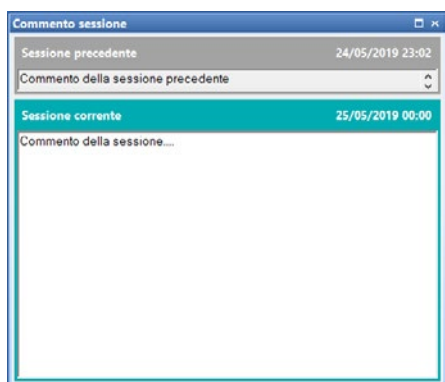 Commento sessione
Sessione precedente 24/05/2019 23:02
Commento della sessione precedente
Sessione corrente 25/05/2019 00:00
Commento della sessione....